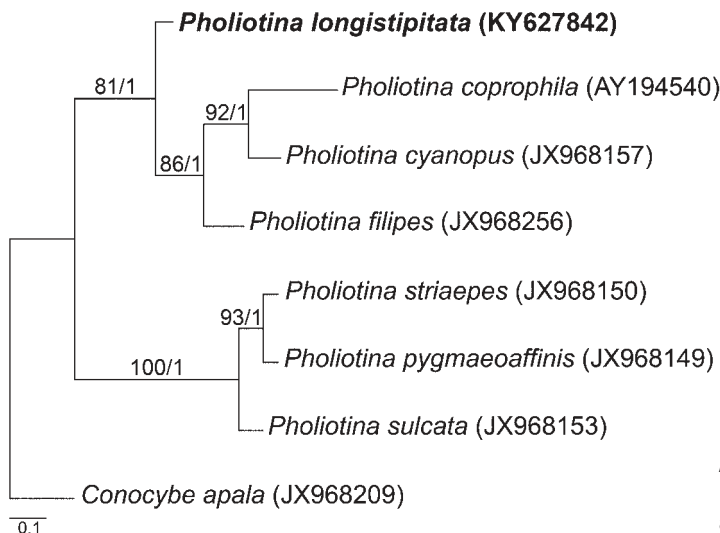 Pholiotina longistipitata (KY627842)
81/1
Pholiotina coprophila (AY194540)
92/1
Pholiotina cyanopus (JX968157)
86/1
Pholiotina filipes (JX968256)
Pholiotina striaepes (JX968150)
93/1
Pholiotina pygmaeoaffinis (JX968149)
100/1
Pholiotina sulcata (JX968153)
Conocybe apala (JX968209)
0.1